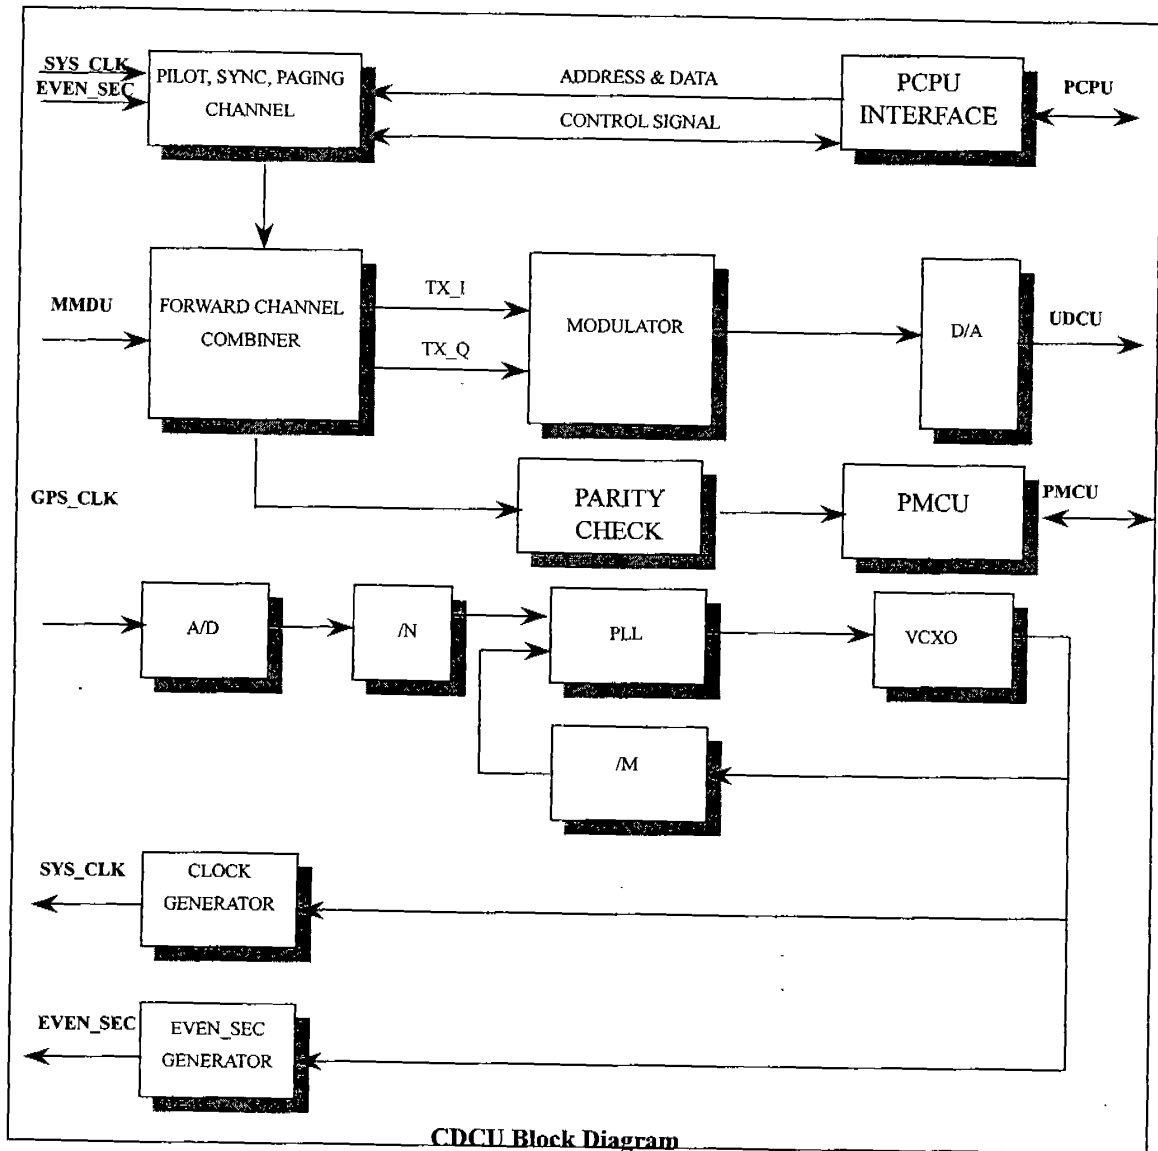 SYS_CLK
EVEN_SEC
PILOT, SYNC, PAGING
CHANNEL
ADDRESS & DATA
CONTROL SIGNAL
PCPU
INTERFACE
PCPU
MMDU
FORWARD CHANNEL
COMBINER
TX_I
TX_Q
MODULATOR
D/A
UDCU
GPS_CLK
PARITY
CHECK
PMCU
PMCU
A/D
/N
PLL
VCXO
/M
SYS_CLK
CLOCK
GENERATOR
EVEN_SEC
EVEN_SEC
GENERATOR
CDCU Block Diagram